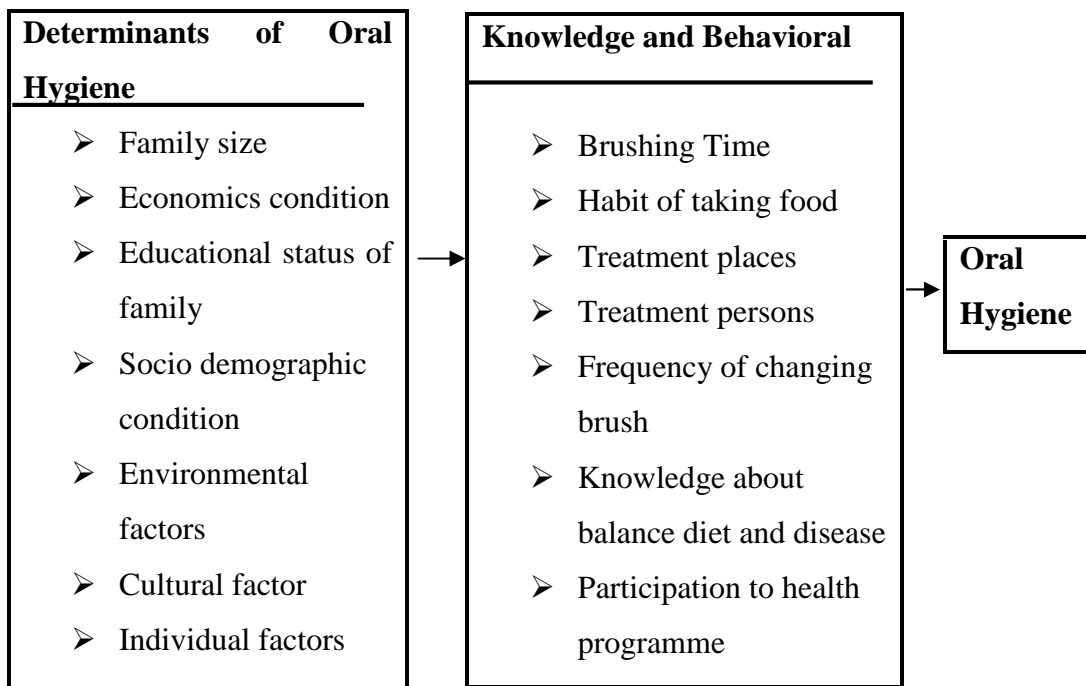 Determinants of Oral
Hygiene
➢ Family size
➢ Economics condition
➢ Educational status of
family
➢ Socio demographic
condition
➢ Environmental
factors
➢ Cultural factor
➢ Individual factors
Knowledge and Behavioral
➢ Brushing Time
➢ Habit of taking food
➢ Treatment places
➢ Treatment persons
➢ Frequency of changing
brush
➢ Knowledge about
balance diet and disease
➢ Participation to health
programme
Oral
Hygiene